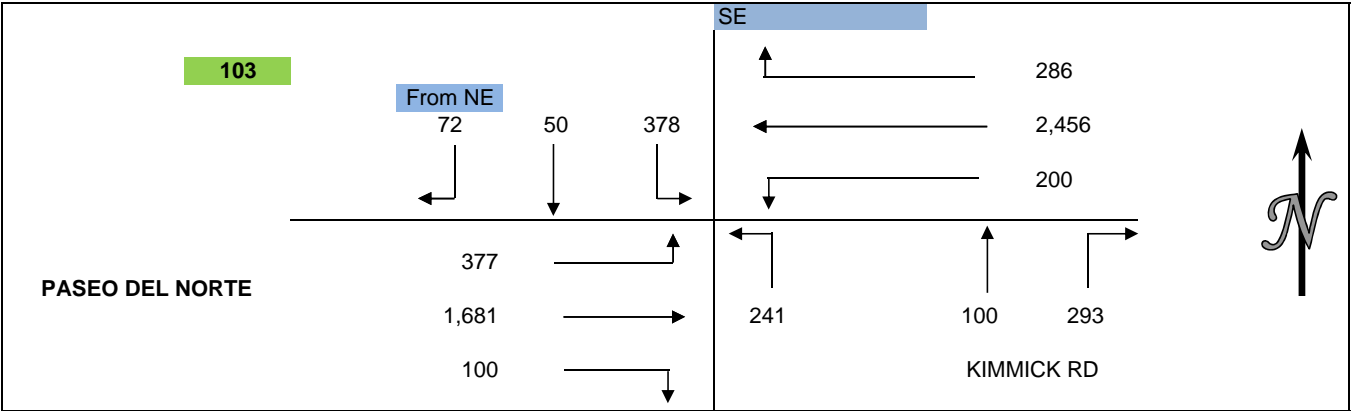 SE
103
286
From NE
72 50 378
2,456
200
377
PASEO DEL NORTE
1,681
241 100 293
100
KIMMICK RD
N